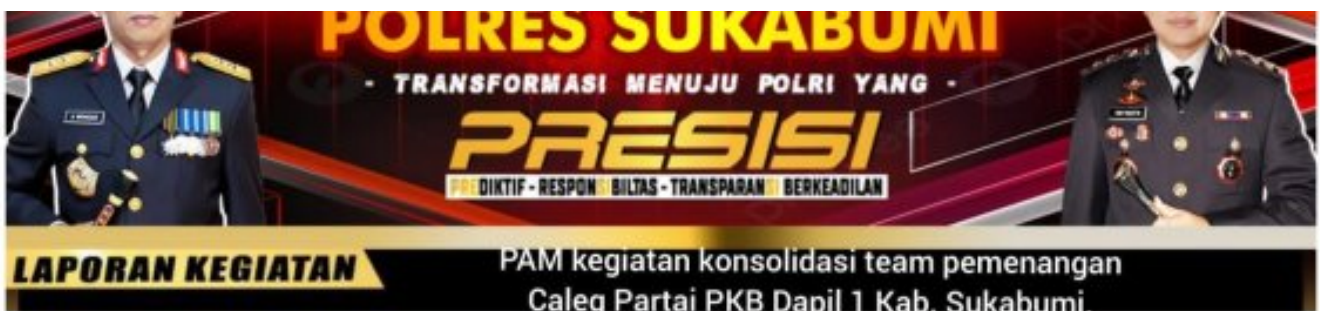 POLRES SUKABUMI
- TRANSFORMASI MENUJU POLRI YANG -
PRESISI
PREDIKTIF - RESPONSIBILTAS - TRANSPARANSI BERKEADILAN
LAPORAN KEGIATAN
PAM kegiatan konsolidasi team pemenangan
Caleg Partai PKB Dapil 1 Kab. Sukabumi.